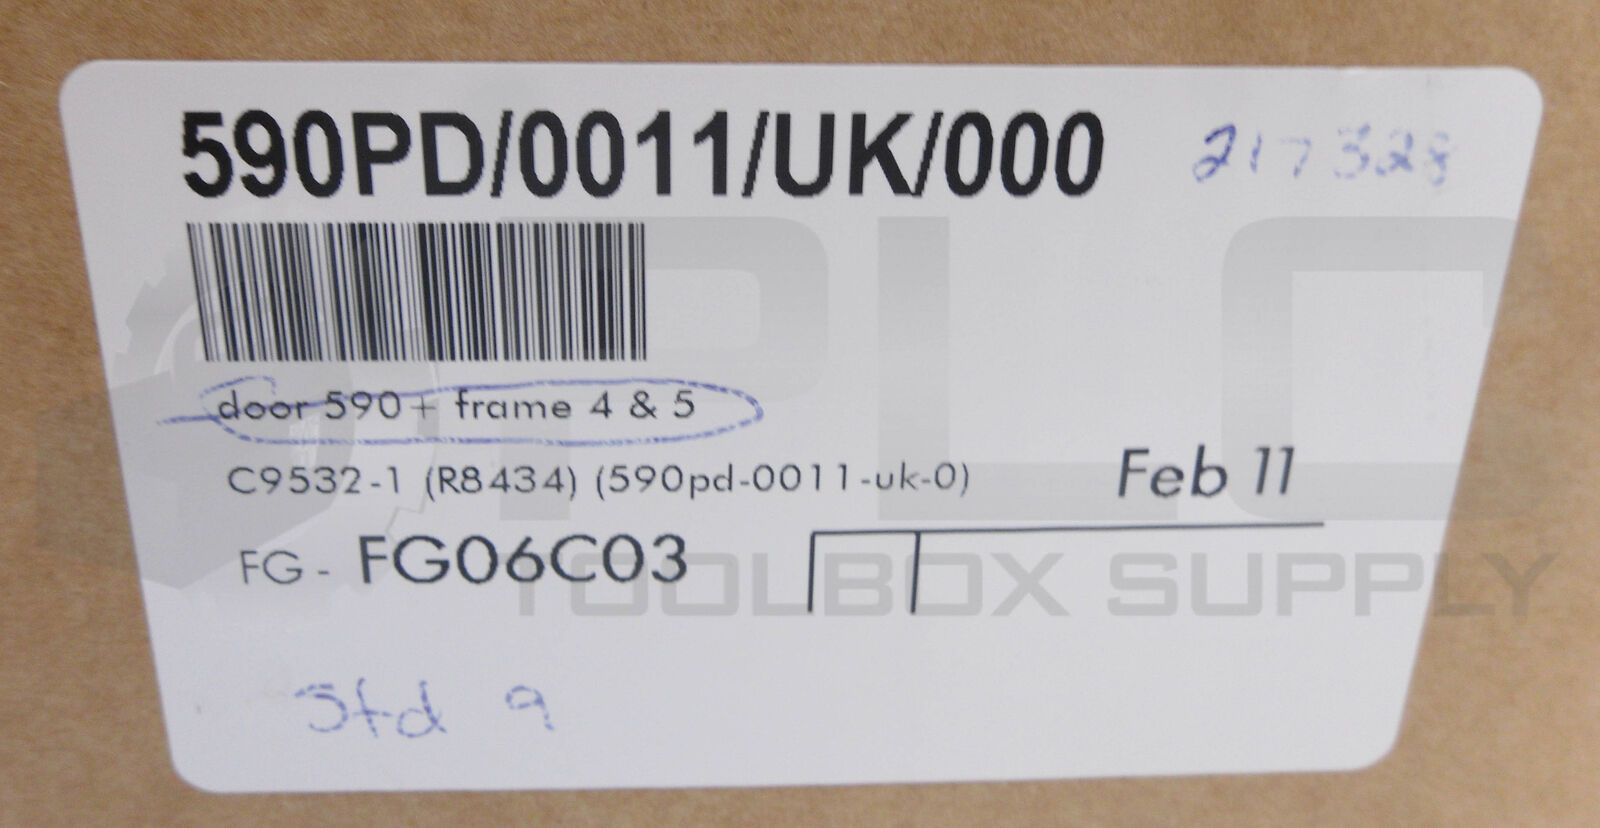 590PD/0011/UK/000 217328
door 590+ frame 4 & 5
C9532-1 (R8434) (590pd-0011-uk-0)
Feb 11
FG - FG06C03
Std 9
PLC
TOOLBOX SUPPLY